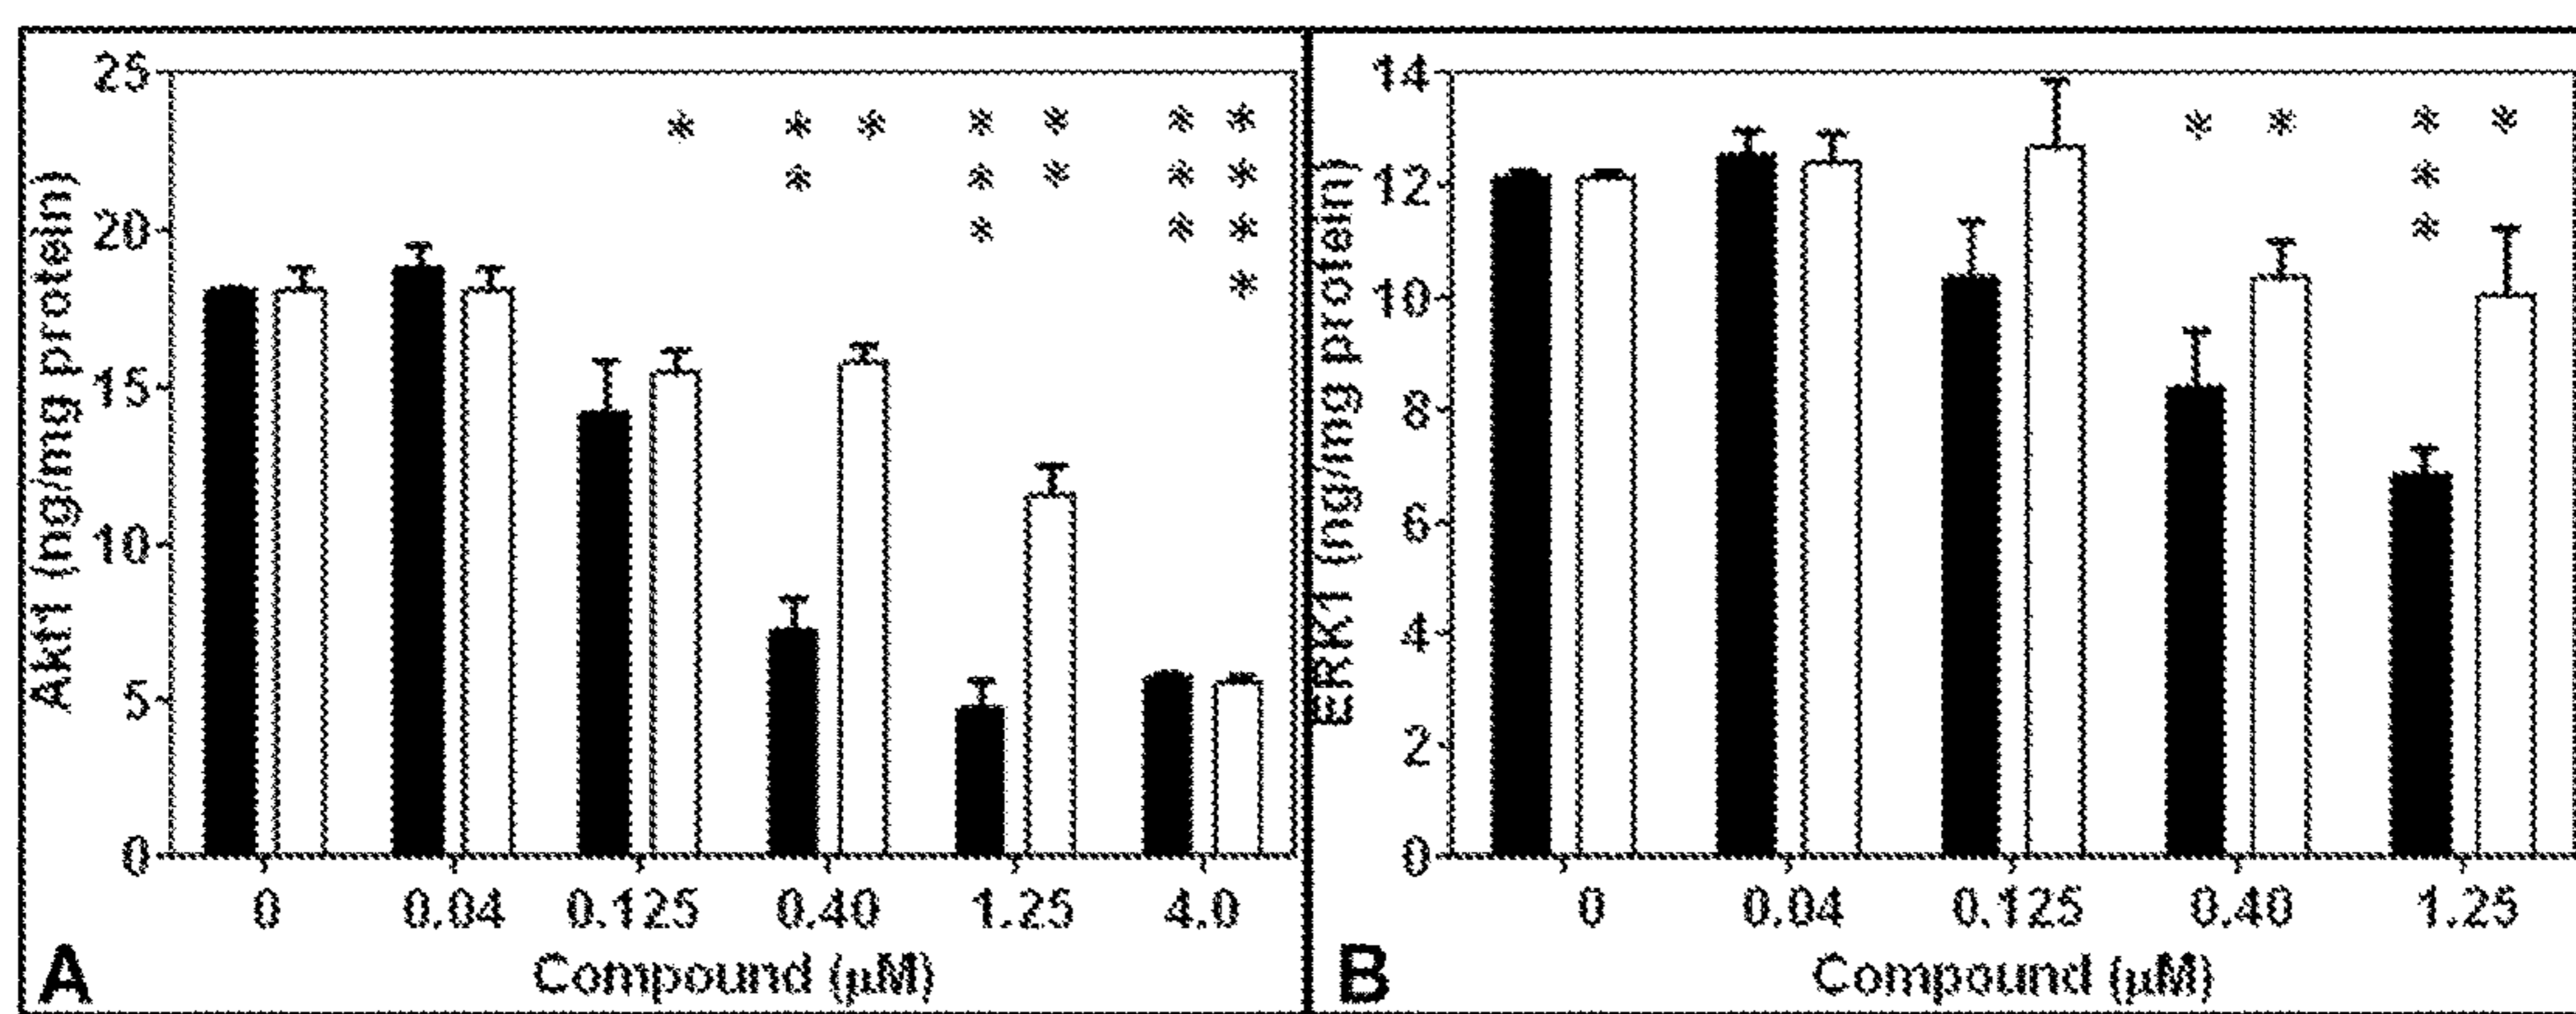 25
20
15
10
5
0
Akt1 (ng/mg protein)
* * * * * * *
* * * * *
* * *
*
0 0.04 0.125 0.40 1.25 4.0
Compound (μM)
A
14
12
10
8
6
4
2
0
ERK1 (ng/mg protein)
* * * *
*
*
0 0.04 0.125 0.40 1.25
Compound (μM)
B